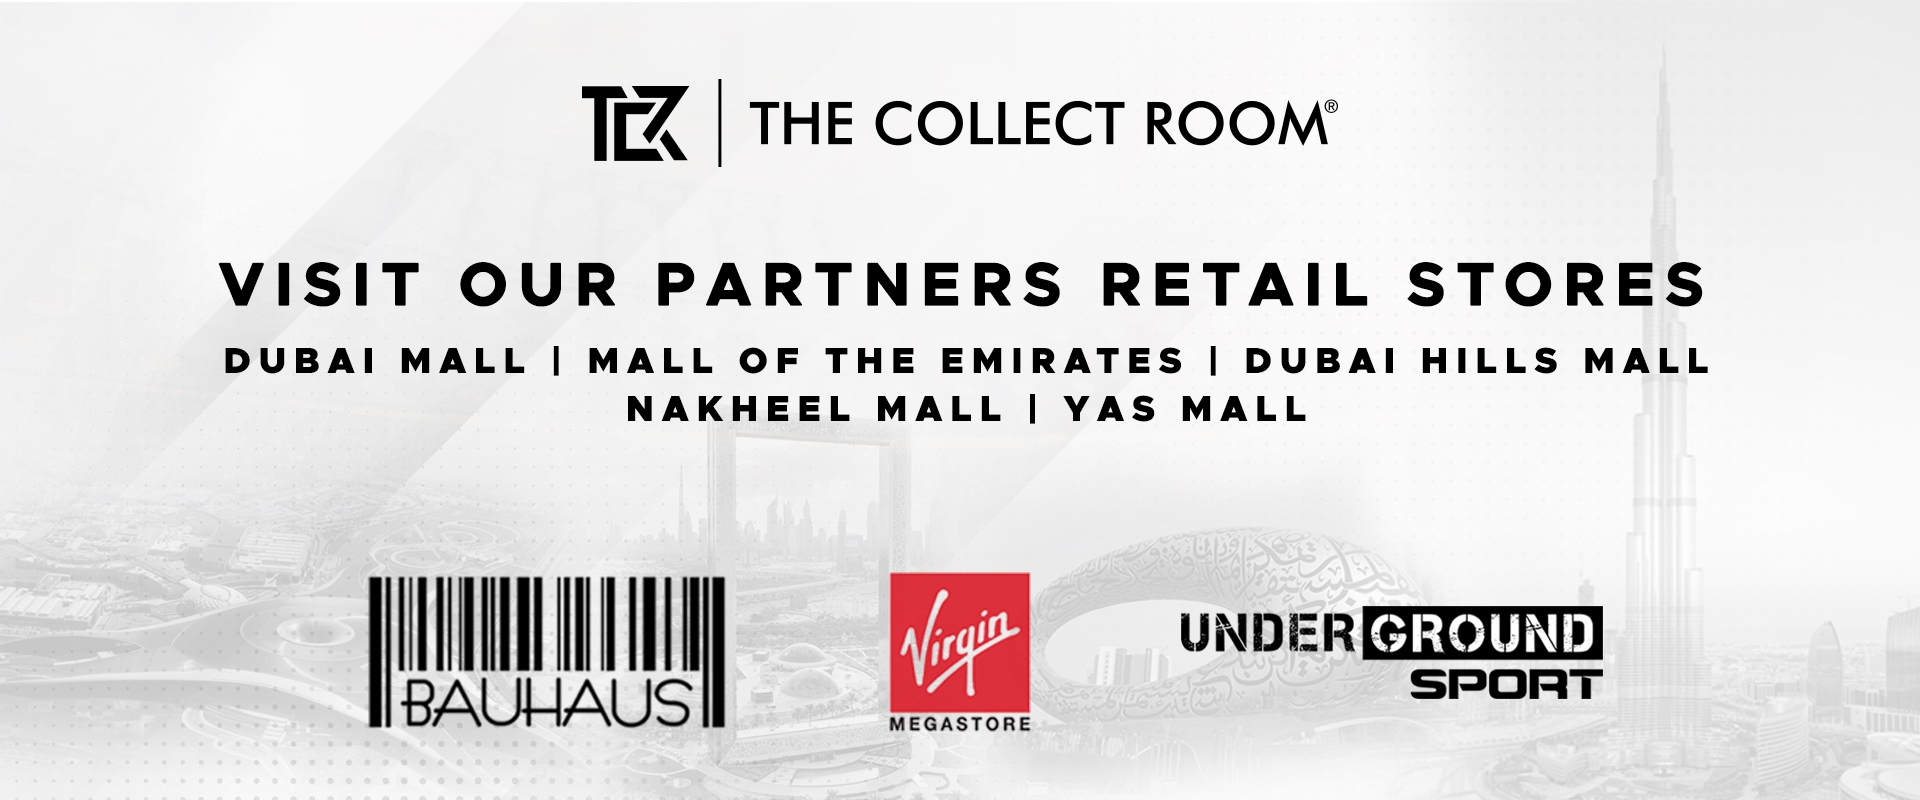 TCR | THE COLLECT ROOM®
VISIT OUR PARTNERS RETAIL STORES
DUBAI MALL | MALL OF THE EMIRATES | DUBAI HILLS MALL
NAKHEEL MALL | YAS MALL
BAUHAUS
Virgin
MEGASTORE
UNDERGROUND
SPORT